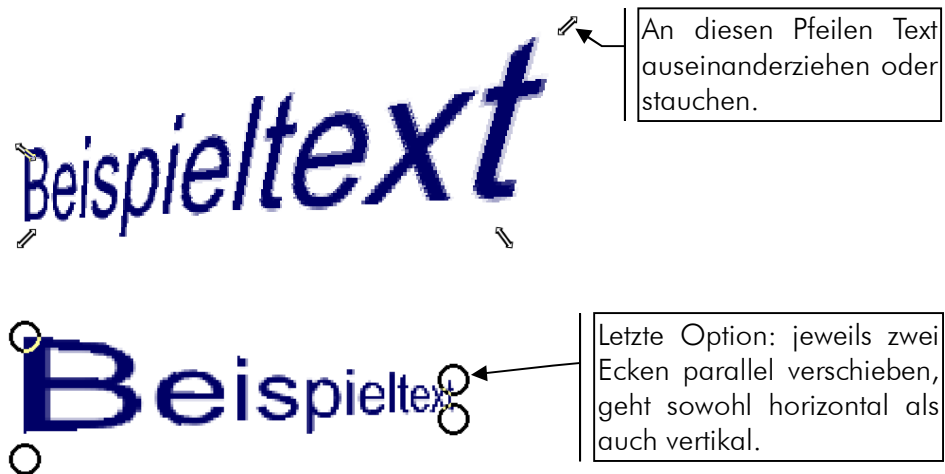 An diesen Pfeilen Text
auseinanderziehen oder
stauchen.
Beispieltext
Letzte Option: jeweils zwei
Ecken parallel verschieben,
geht sowohl horizontal als
auch vertikal.
Beispieltext